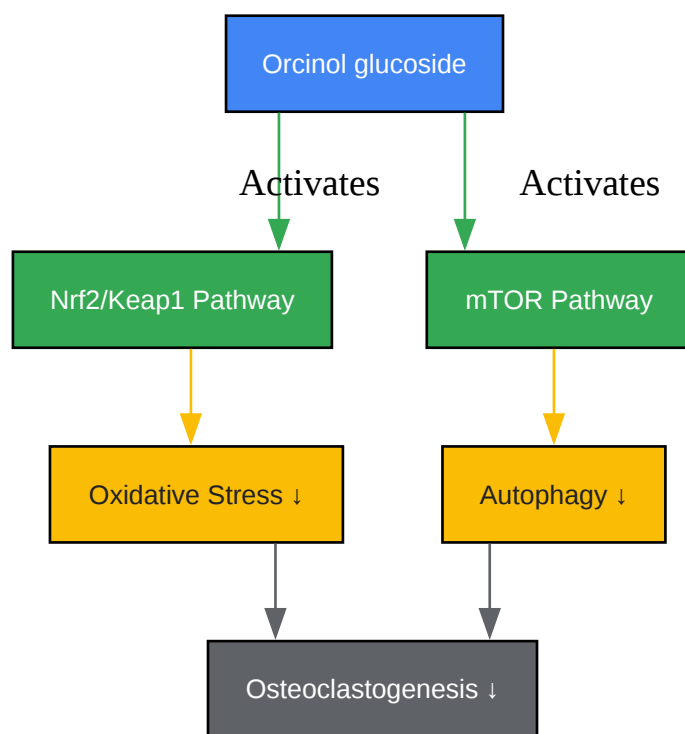 Orcinol glucoside
Activates
Activates
Nrf2/Keap1 Pathway
mTOR Pathway
Oxidative Stress ↓
Autophagy ↓
Osteoclastogenesis ↓